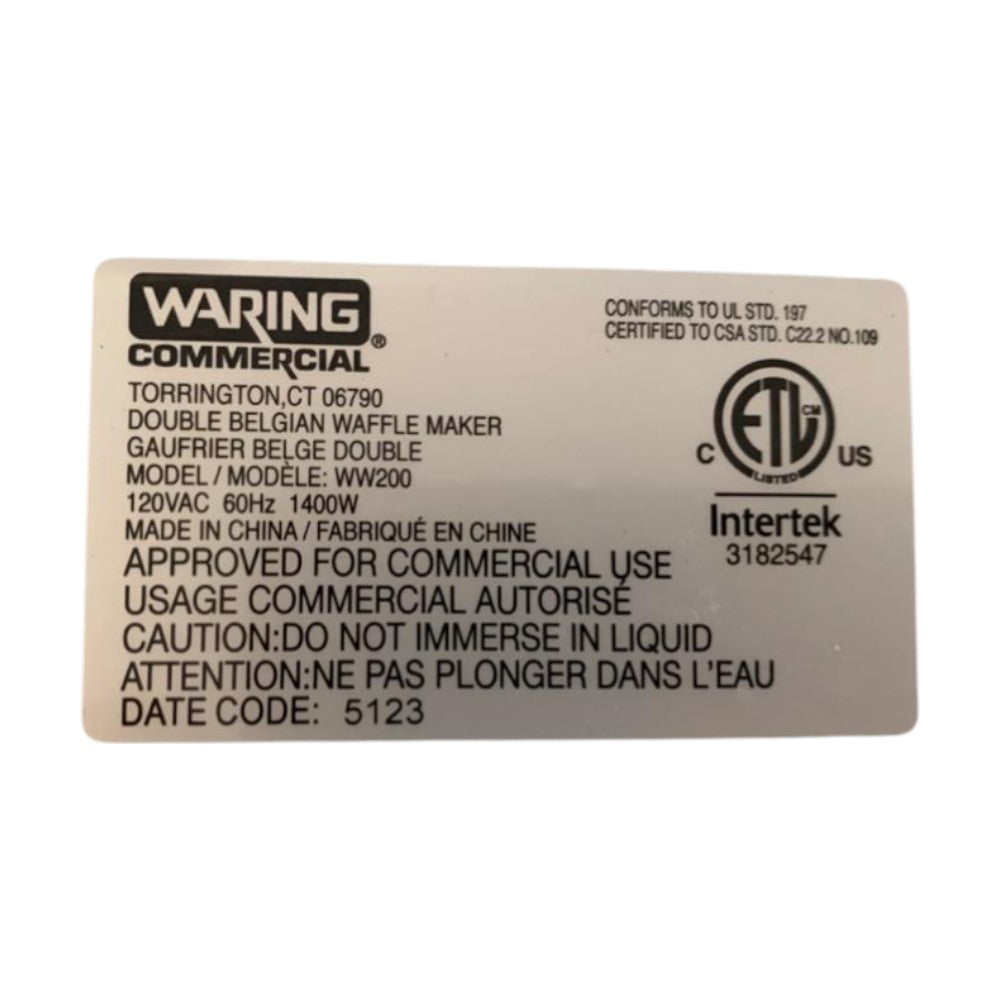 WARING
COMMERCIAL®
TORRINGTON,CT 06790
DOUBLE BELGIAN WAFFLE MAKER
GAUFRIER BELGE DOUBLE
MODEL / MODÈLE: WW200
120VAC 60Hz 1400W
MADE IN CHINA / FABRIQUÉ EN CHINE
APPROVED FOR COMMERCIAL USE
USAGE COMMERCIAL AUTORISÉ
CAUTION:DO NOT IMMERSE IN LIQUID
ATTENTION:NE PAS PLONGER DANS L'EAU
DATE CODE: 5123
CONFORMS TO UL STD. 197
CERTIFIED TO CSA STD. C22.2 NO.109
ETL CM
LISTED
C US
Intertek
3182547